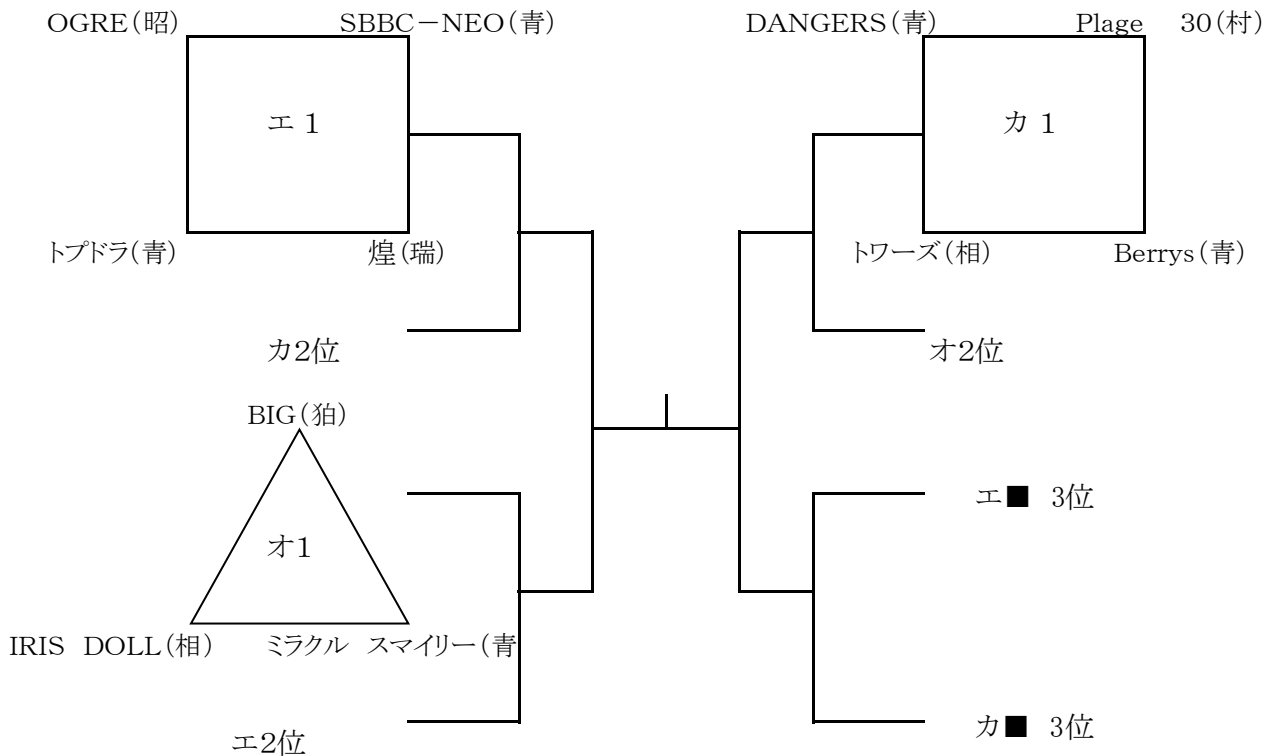 OGRE(昭) SBBC－NEO(青) DANGERS(青) Plage 30(村)
エ 1 カ 1
トプドラ(青) 煌(瑞) トワーズ(相) Berrys(青)
カ2位 オ2位
BIG(狛)
エ■ 3位
オ1
IRIS DOLL(相) ミラクル スマイリー(青
カ■ 3位
エ2位